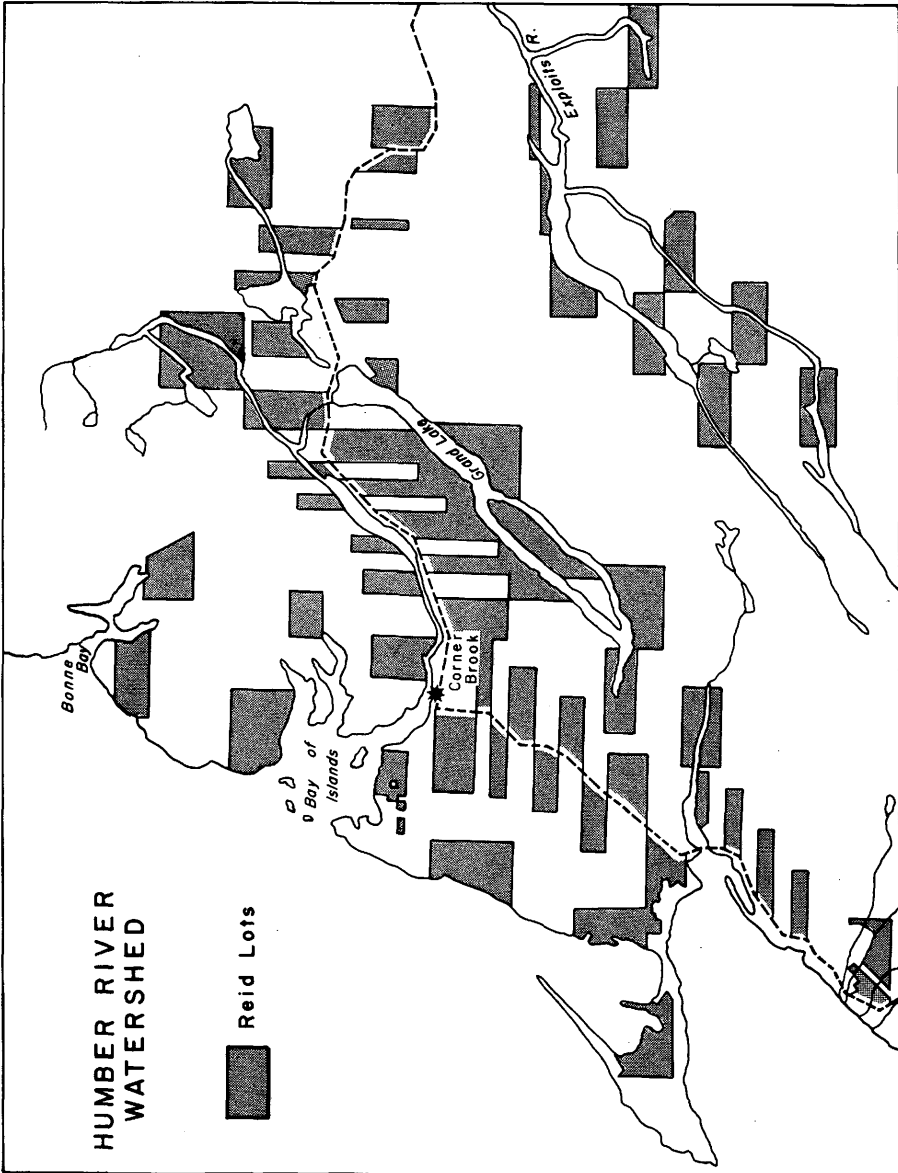 HUMBER RIVER
WATERSHED
Reid Lots
Bonne
Bay
Bay of
Islands
Corner
Brook
Grand Lake
Exploits R.